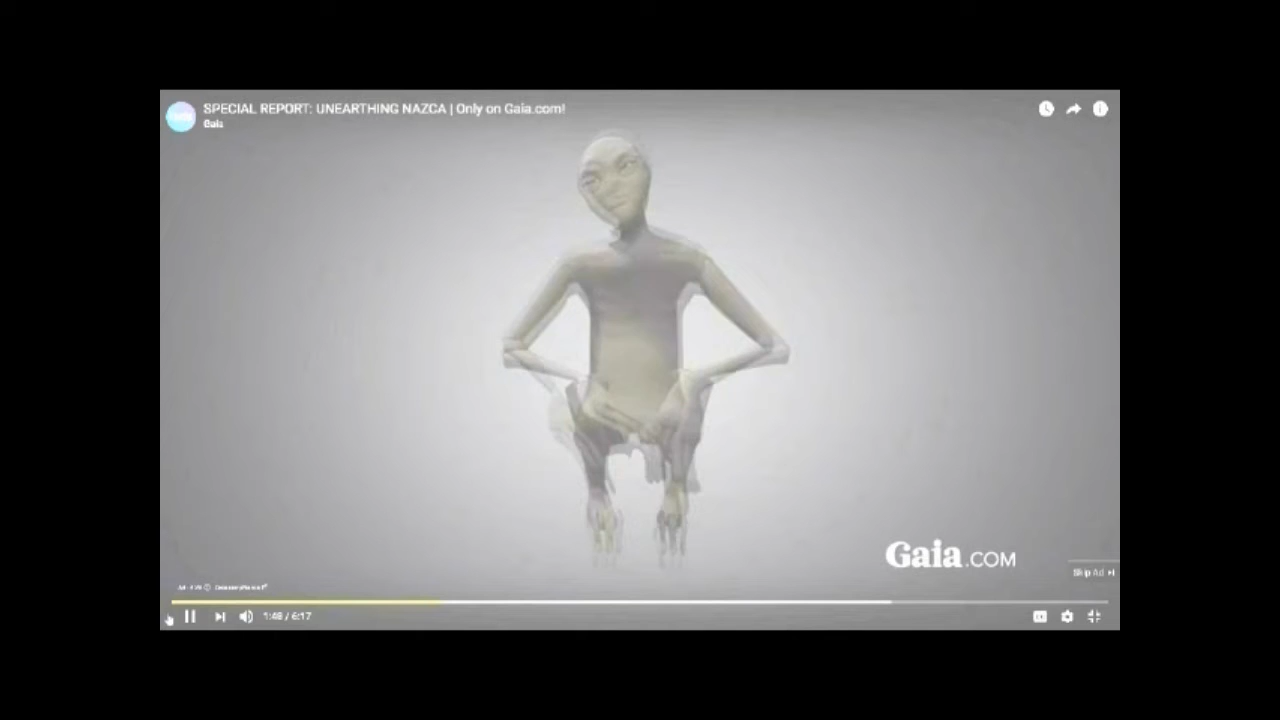 SPECIAL REPORT: UNEARTHING NAZCA | Only on Gaia.com!
Gaia
Gaia.COM
Skip Ad
1:48 / 6:17